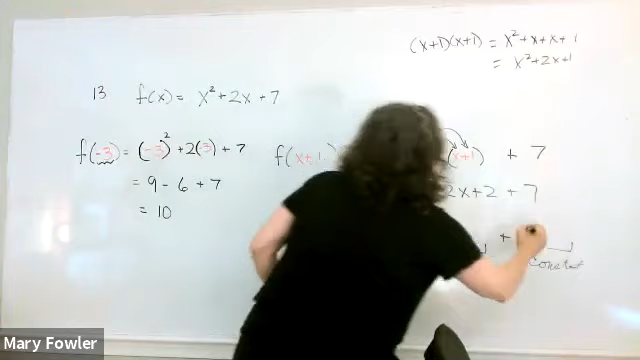 (x+1)(x+1) = x² + x + x + 1
= x² + 2x + 1
13 f(x) = x² + 2x + 7
f(-3) = (-3)² + 2(3) + 7
f(x+1 (x+1) + 7
= 9 - 6 + 7
2x + 2 + 7
= 10
+
Constant
Mary Fowler